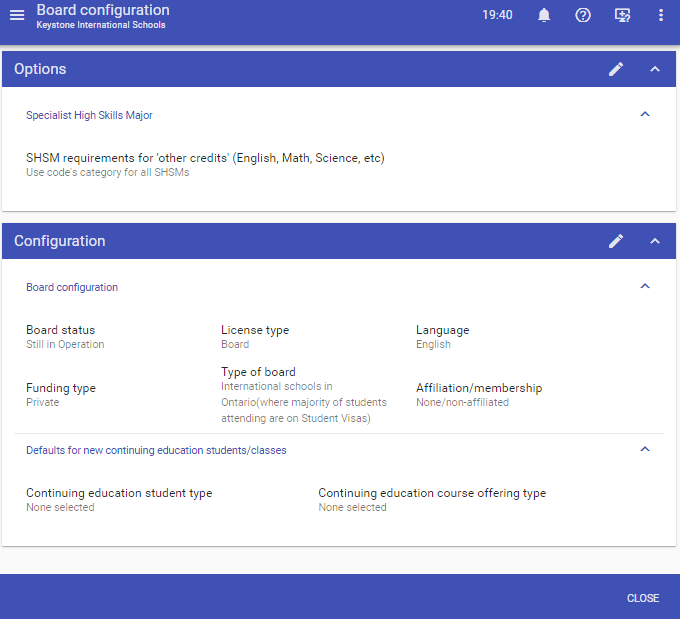 Board configuration
Keystone International Schools
19:40
Options
Specialist High Skills Major
SHSM requirements for 'other credits' (English, Math, Science, etc)
Use code's category for all SHSMs
Configuration
Board configuration
Board status
Still in Operation
License type
Board
Language
English
Funding type
Private
Type of board
International schools in
Ontario(where majority of students
attending are on Student Visas)
Affiliation/membership
None/non-affiliated
Defaults for new continuing education students/classes
Continuing education student type
None selected
Continuing education course offering type
None selected
CLOSE